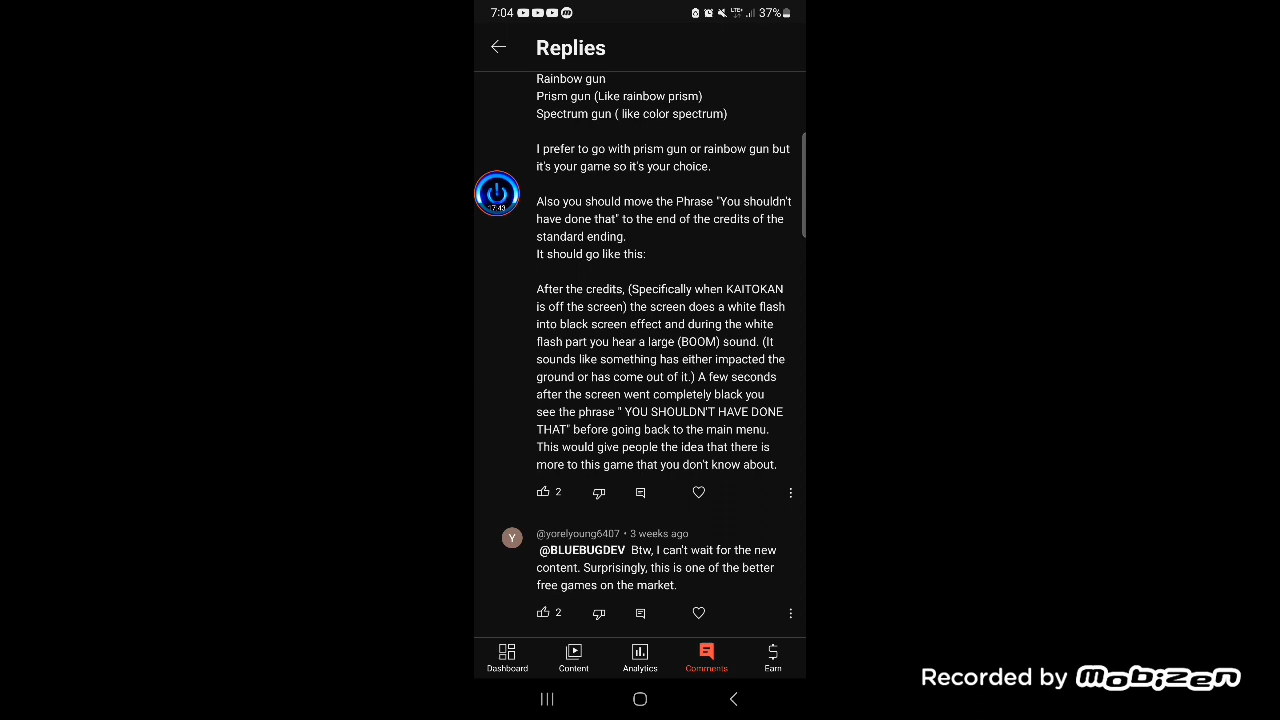 7:04
LTE+
37%
Replies
Rainbow gun
Prism gun (Like rainbow prism)
Spectrum gun ( like color spectrum)
I prefer to go with prism gun or rainbow gun but
it's your game so it's your choice.
17:43
Also you should move the Phrase "You shouldn't
have done that" to the end of the credits of the
standard ending.
It should go like this:
After the credits, (Specifically when KAITOKAN
is off the screen) the screen does a white flash
into black screen effect and during the white
flash part you hear a large (BOOM) sound. (It
sounds like something has either impacted the
ground or has come out of it.) A few seconds
after the screen went completely black you
see the phrase " YOU SHOULDN'T HAVE DONE
THAT" before going back to the main menu.
This would give people the idea that there is
more to this game that you don't know about.
2
Y
@yorelyoung6407 • 3 weeks ago
@BLUEBUGDEV Btw, I can't wait for the new
content. Surprisingly, this is one of the better
free games on the market.
2
Dashboard
Content
Analytics
Comments
Earn
Recorded by mobizen